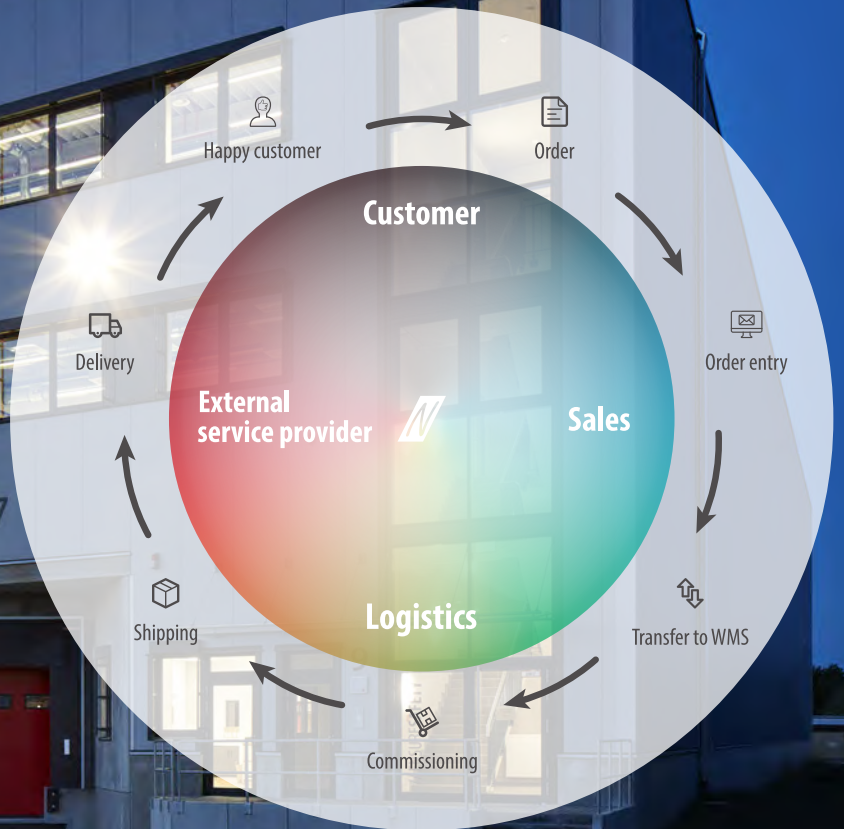 Happy customer
Order
Customer
Order entry
Delivery
External
service provider
Sales
Logistics
Shipping
Transfer to WMS
Commissioning